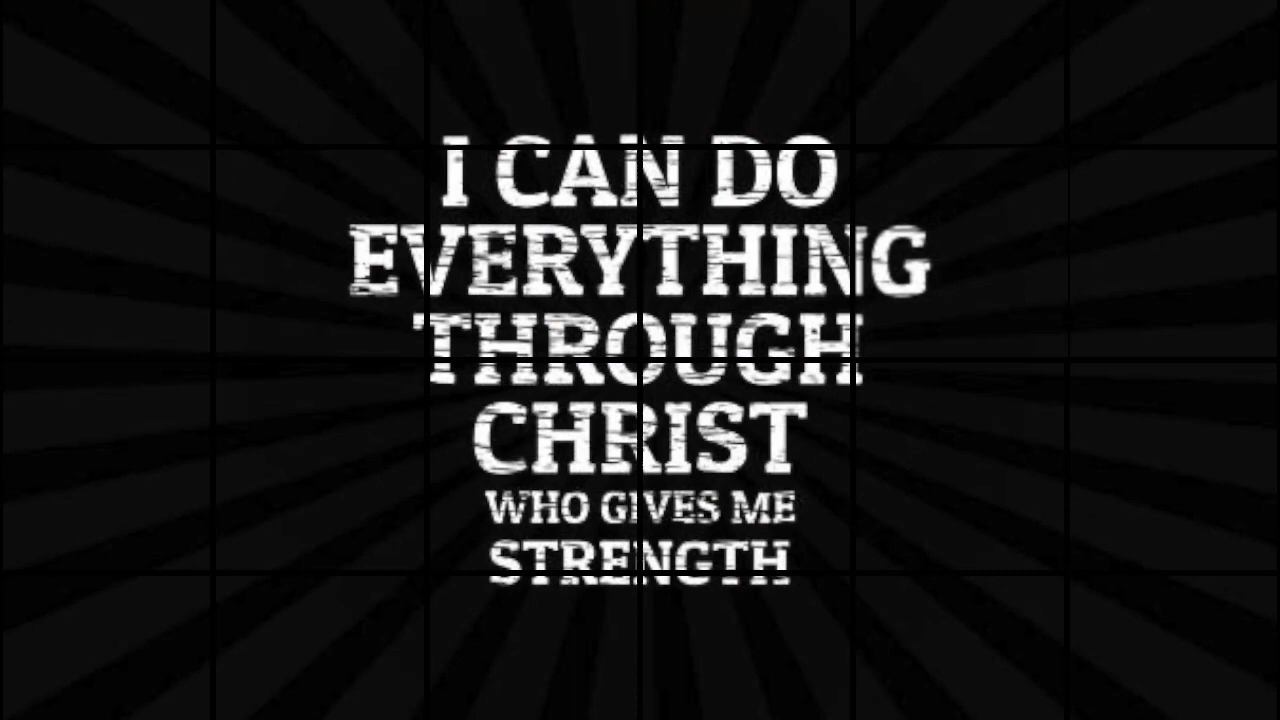 I CAN DO
EVERYTHING
THROUGH
CHRIST
WHO GIVES ME
STRENGTH